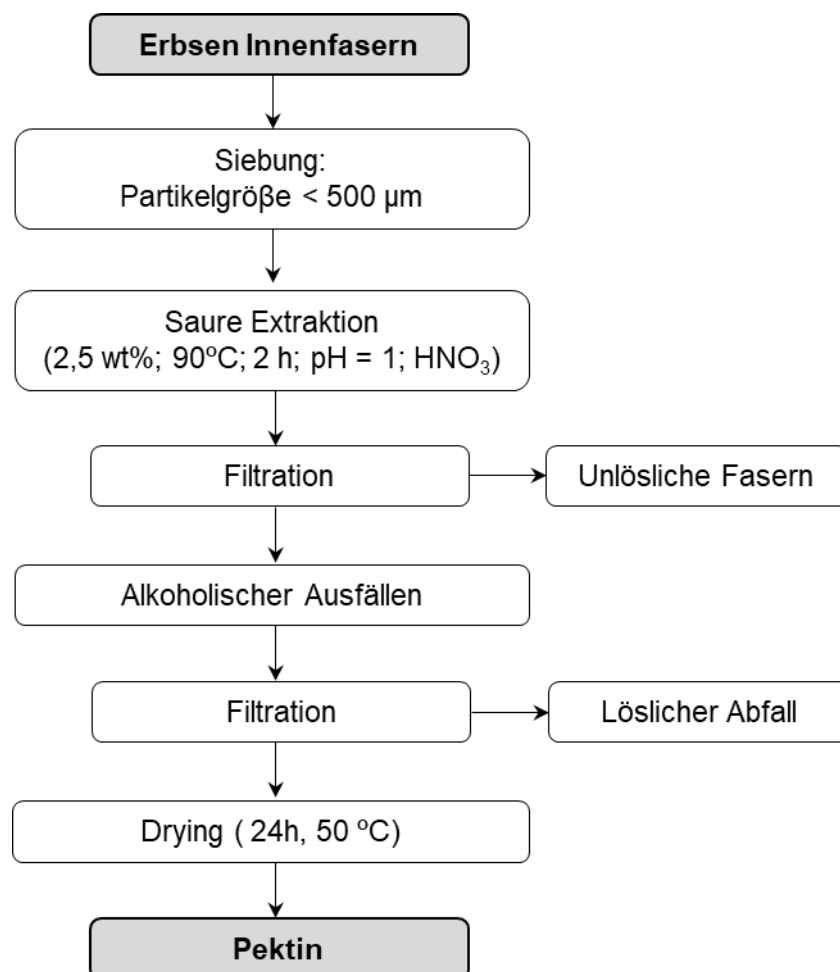 Erbsen Innenfasern
Siebung:
Partikelgröβe < 500 µm
Saure Extraktion
(2,5 wt%; 90ºC; 2 h; pH = 1; HNO₃)
Filtration
Unlösliche Fasern
Alkoholischer Ausfällen
Filtration
Löslicher Abfall
Drying ( 24h, 50 ºC)
Pektin